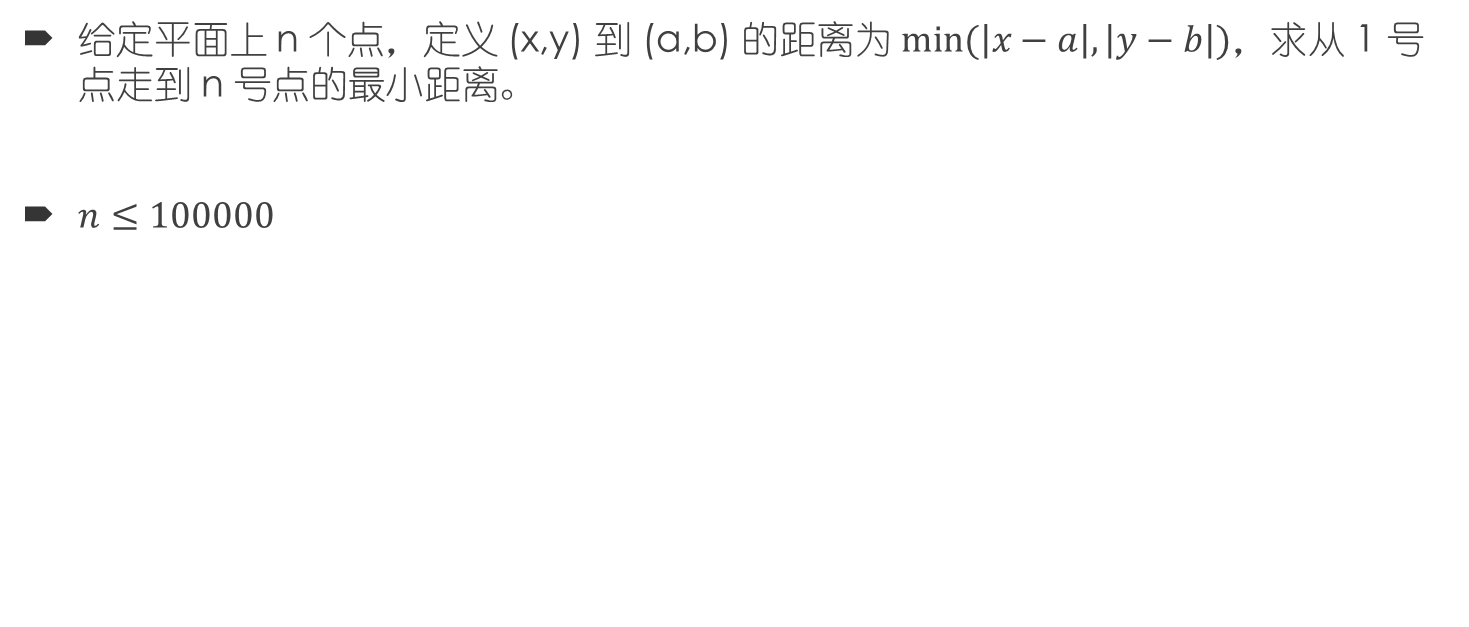 给定平面上 n 个点，定义 (x,y) 到 (a,b) 的距离为 min(|x − a|, |y − b|)，求从 1 号
点走到 n 号点的最小距离。
n ≤ 100000